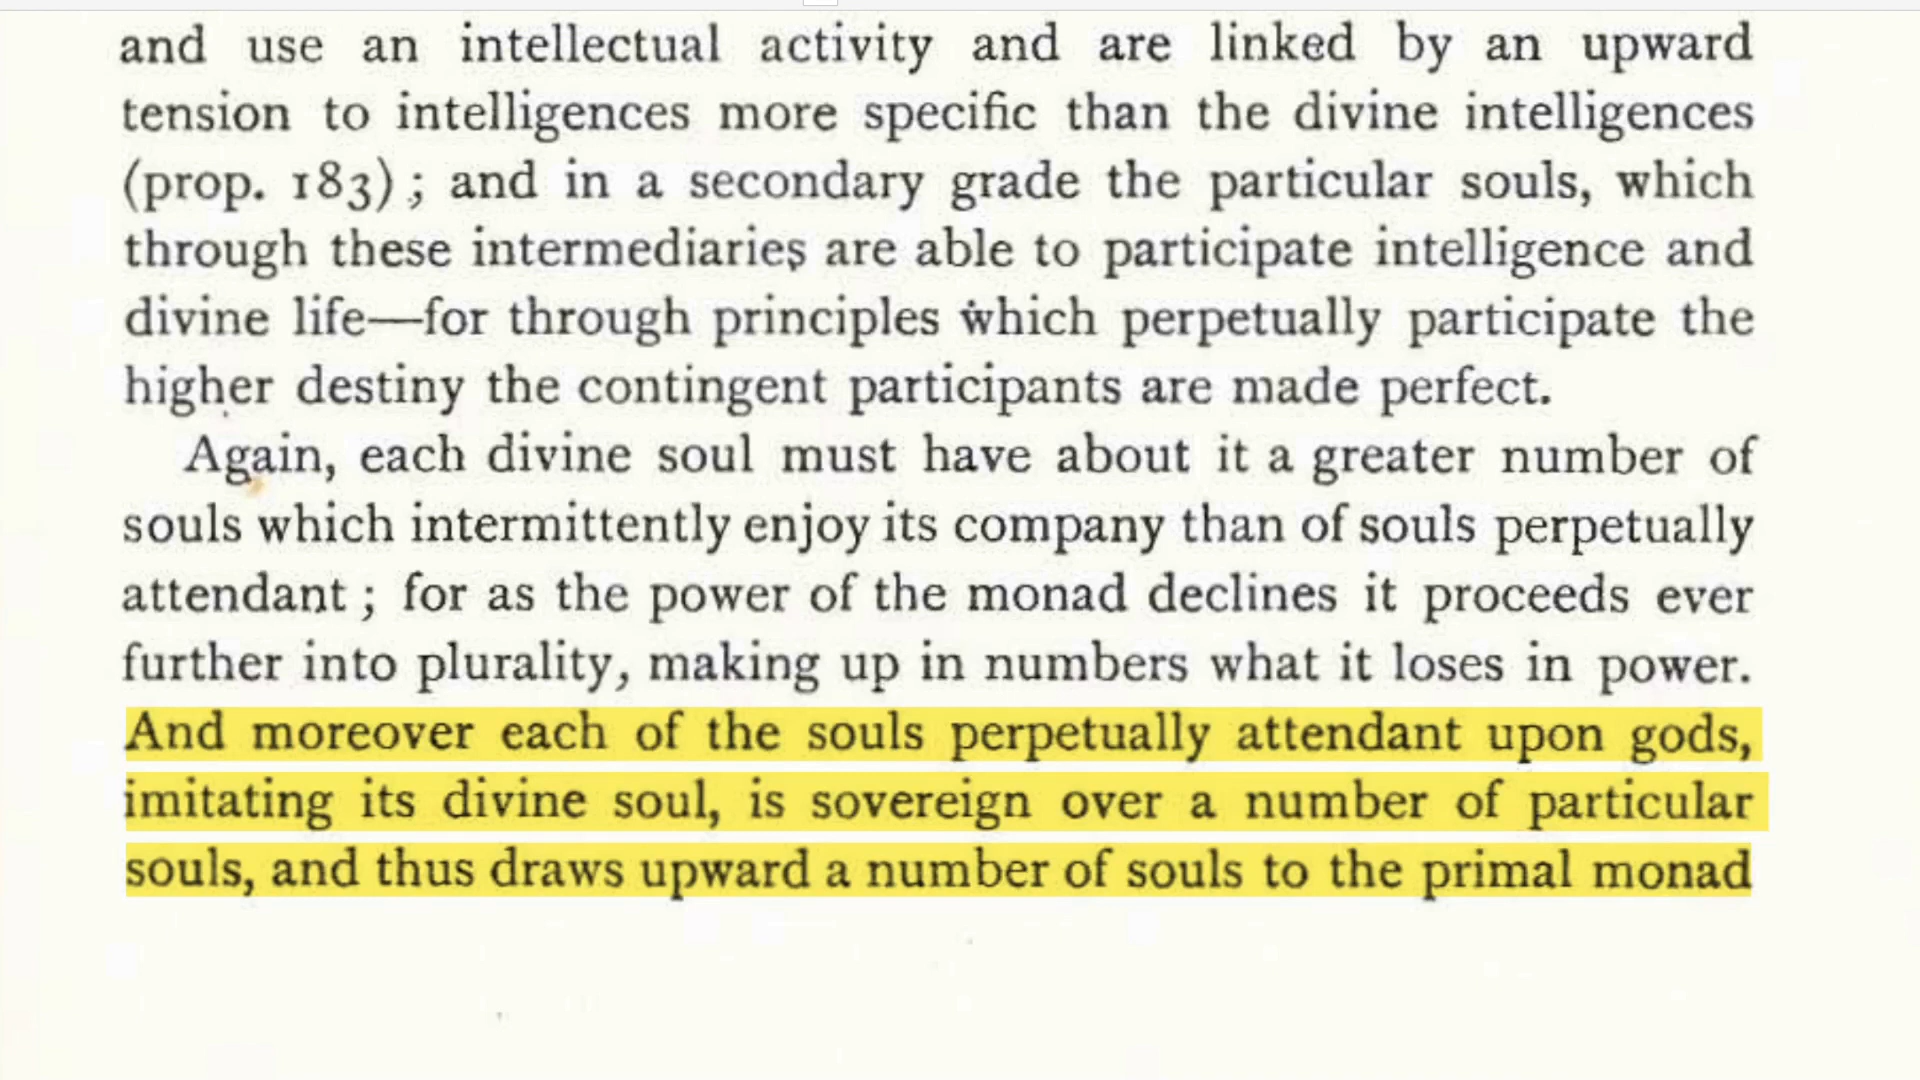 and use an intellectual activity and are linked by an upward
tension to intelligences more specific than the divine intelligences
(prop. 183) ; and in a secondary grade the particular souls, which
through these intermediaries are able to participate intelligence and
divine life—for through principles which perpetually participate the
higher destiny the contingent participants are made perfect.
Again, each divine soul must have about it a greater number of
souls which intermittently enjoy its company than of souls perpetually
attendant ; for as the power of the monad declines it proceeds ever
further into plurality, making up in numbers what it loses in power.
And moreover each of the souls perpetually attendant upon gods,
imitating its divine soul, is sovereign over a number of particular
souls, and thus draws upward a number of souls to the primal monad